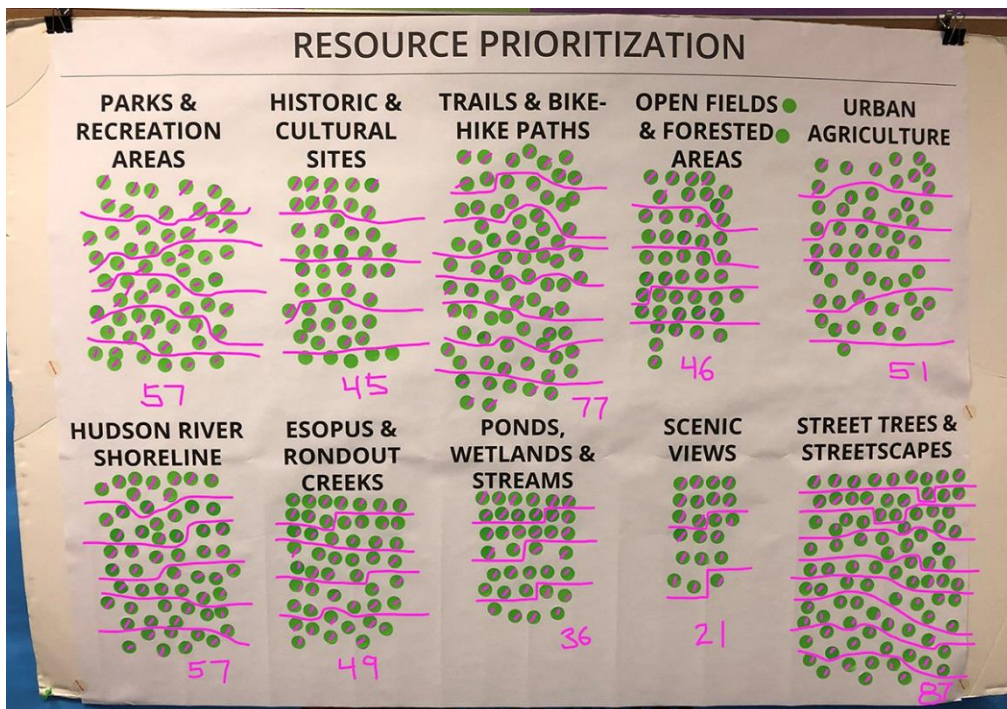 RESOURCE PRIORITIZATION
PARKS &
RECREATION
AREAS
57
HISTORIC &
CULTURAL
SITES
45
TRAILS & BIKE-
HIKE PATHS
77
OPEN FIELDS
& FORESTED
AREAS
46
URBAN
AGRICULTURE
51
HUDSON RIVER
SHORELINE
57
ESOPUS &
RONDOUT
CREEKS
49
PONDS,
WETLANDS &
STREAMS
36
SCENIC
VIEWS
21
STREET TREES &
STREETSCAPES
87